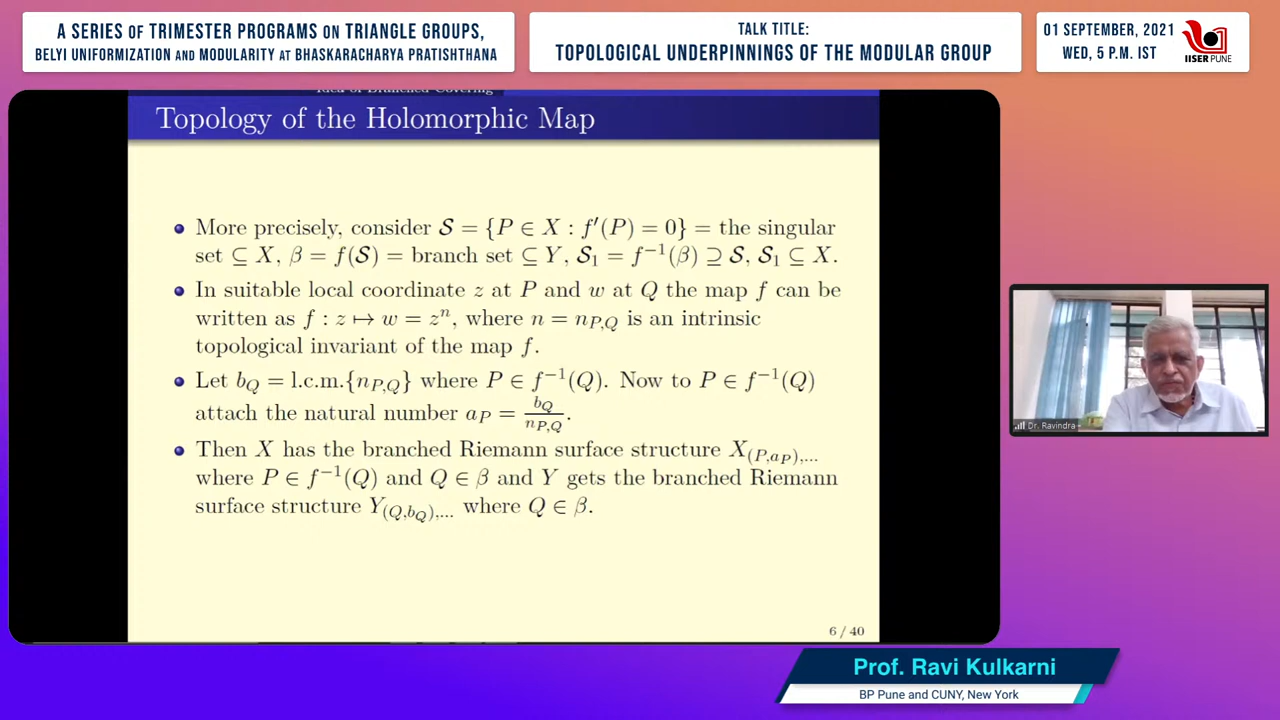 A SERIES OF TRIMESTER PROGRAMS ON TRIANGLE GROUPS,
BELYI UNIFORMIZATION AND MODULARITY AT BHASKARACHARYA PRATISHTHANA
TALK TITLE:
TOPOLOGICAL UNDERPINNINGS OF THE MODULAR GROUP
01 SEPTEMBER, 2021
WED, 5 P.M. IST
IISER PUNE
Idea of Branched Covering
Topology of the Holomorphic Map
More precisely, consider 𝒮 = {P ∈ X : f′(P) = 0} = the singular
set ⊆ X, β = f(𝒮) = branch set ⊆ Y, 𝒮₁ = f⁻¹(β) ⊇ 𝒮, 𝒮₁ ⊆ X.
In suitable local coordinate z at P and w at Q the map f can be
written as f : z ↦ w = zⁿ, where n = n_{P,Q} is an intrinsic
topological invariant of the map f.
Let b_Q = l.c.m.{n_{P,Q}} where P ∈ f⁻¹(Q). Now to P ∈ f⁻¹(Q)
attach the natural number a_P = b_Q/n_{P,Q}.
Then X has the branched Riemann surface structure X_{(P,a_P),...}
where P ∈ f⁻¹(Q) and Q ∈ β and Y gets the branched Riemann
surface structure Y_{(Q,b_Q),...} where Q ∈ β.
6 / 40
Dr. Ravindra
Prof. Ravi Kulkarni
BP Pune and CUNY, New York